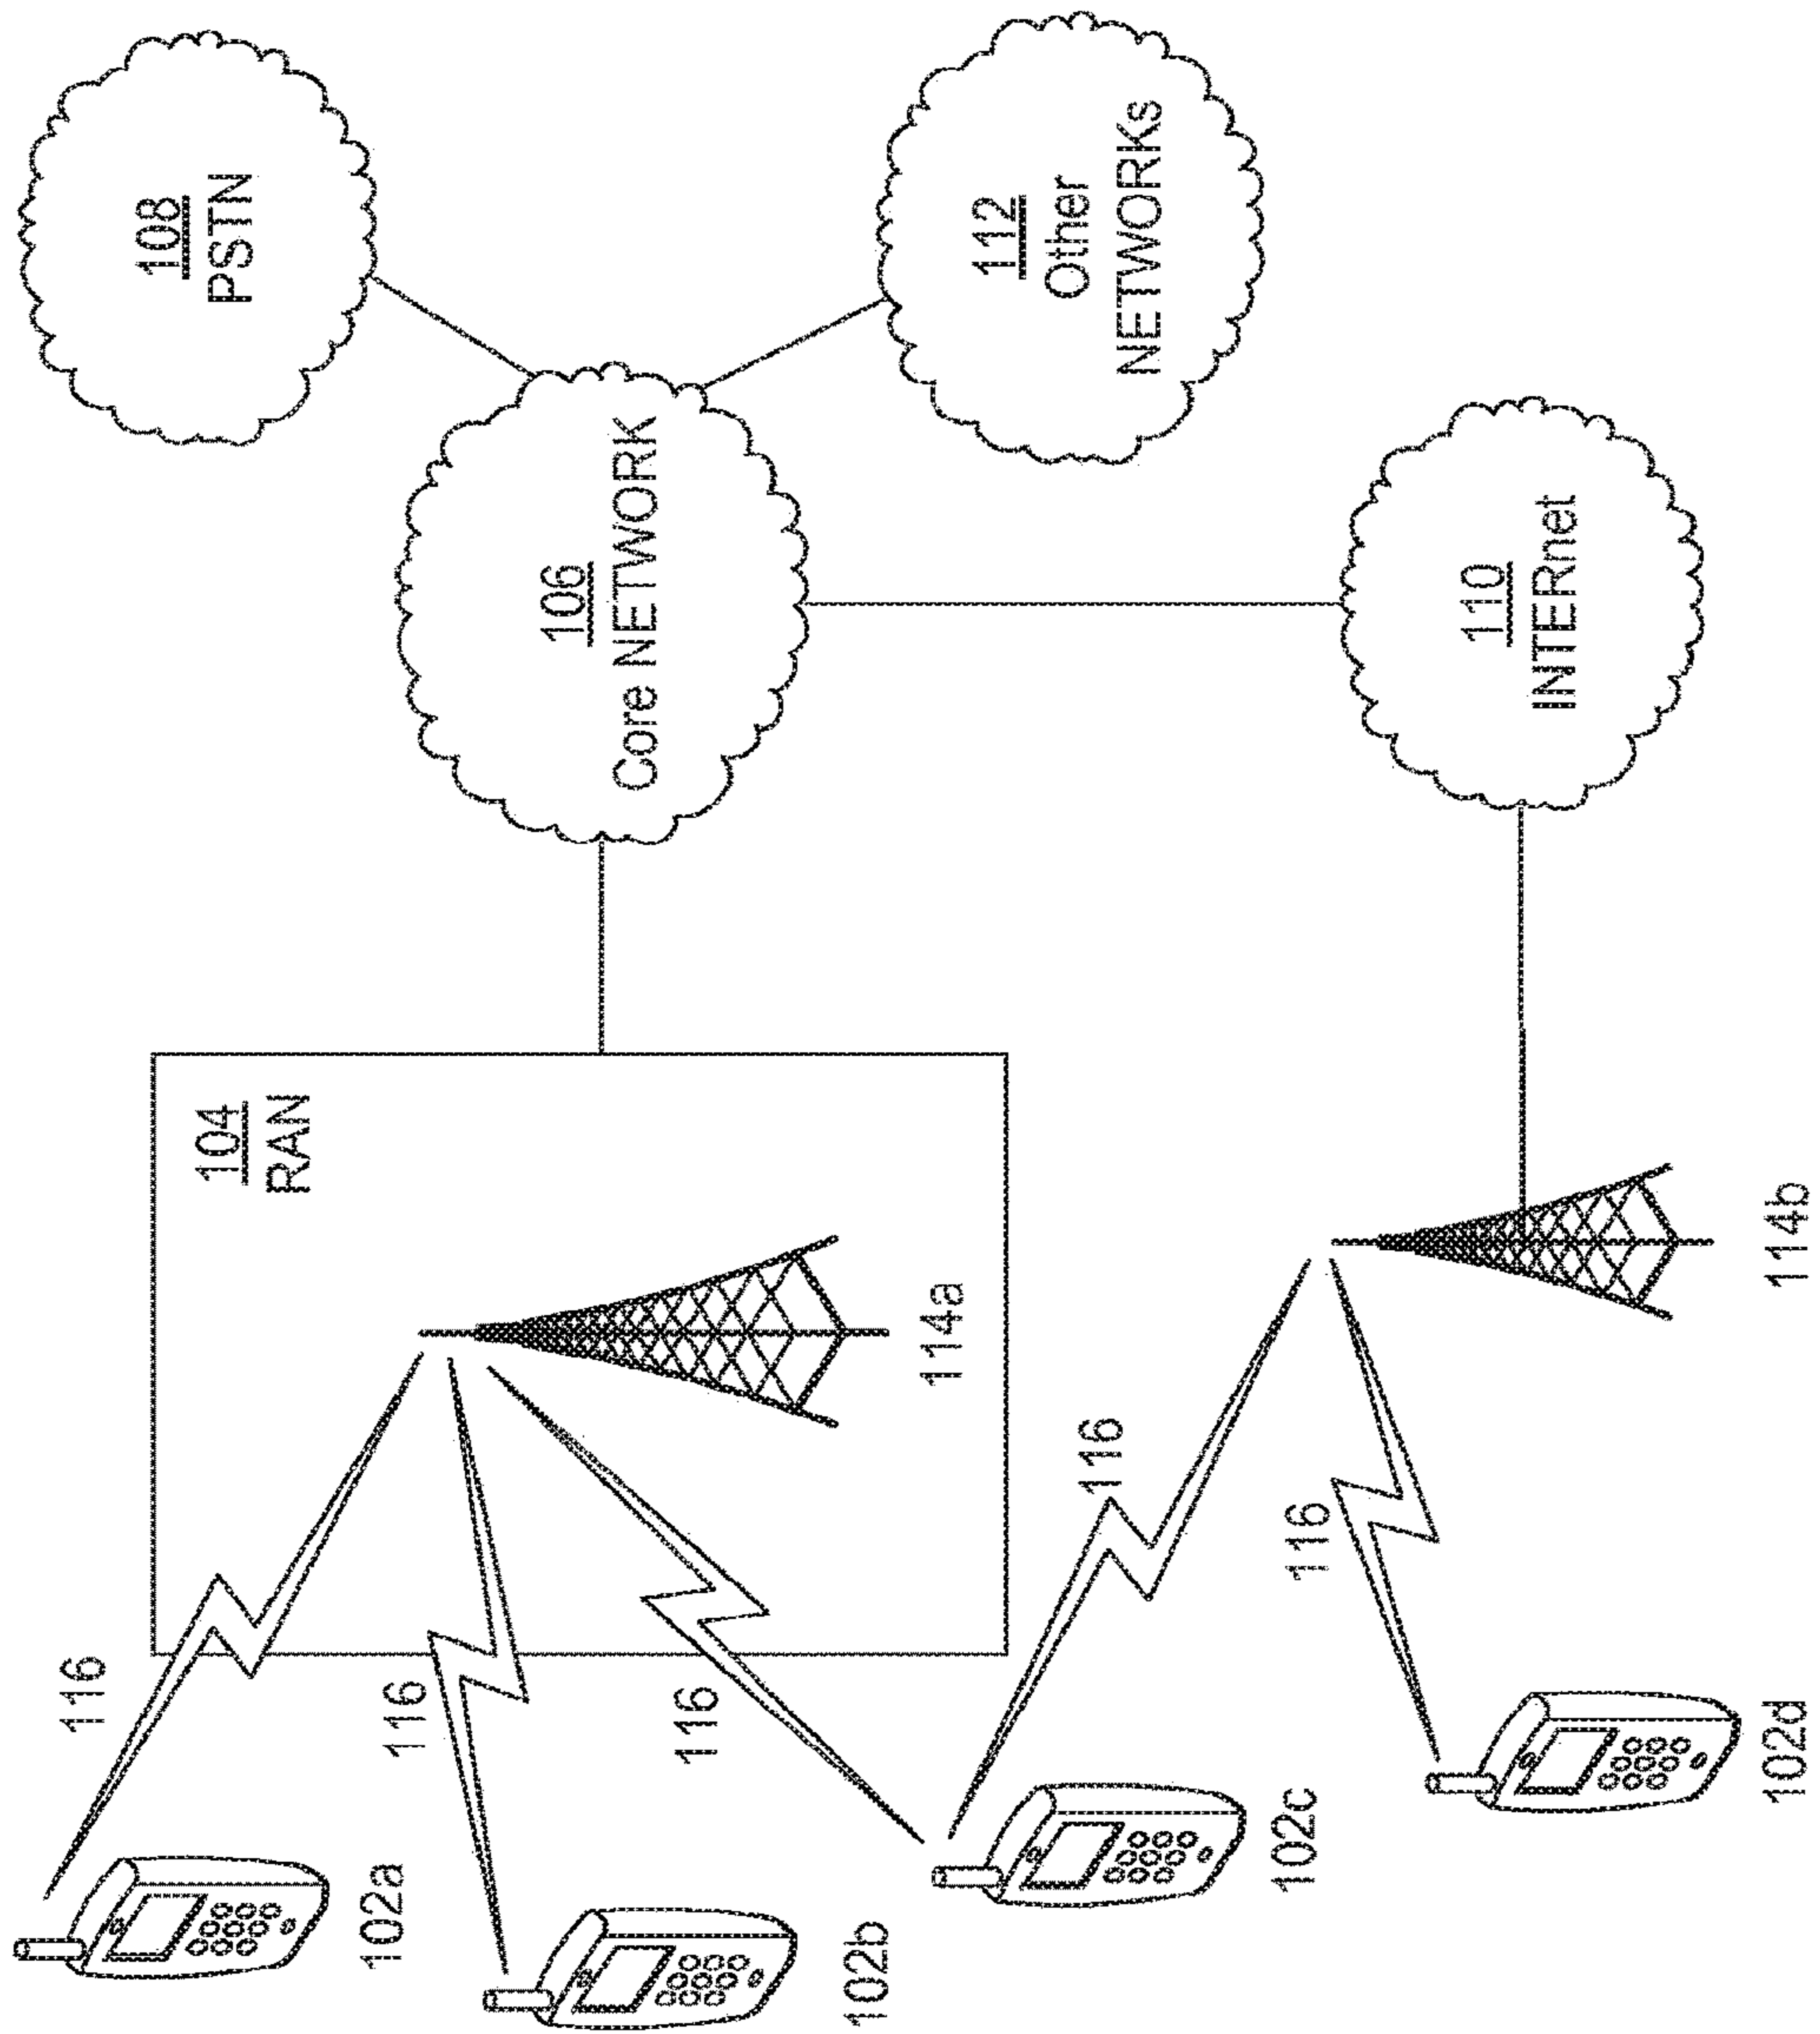 102a
116
102b
116
116
102c
116
116
102d
104
RAN
114a
114b
106
Core NETWORK
108
PSTN
112
Other
NETWORKs
110
INTERnet